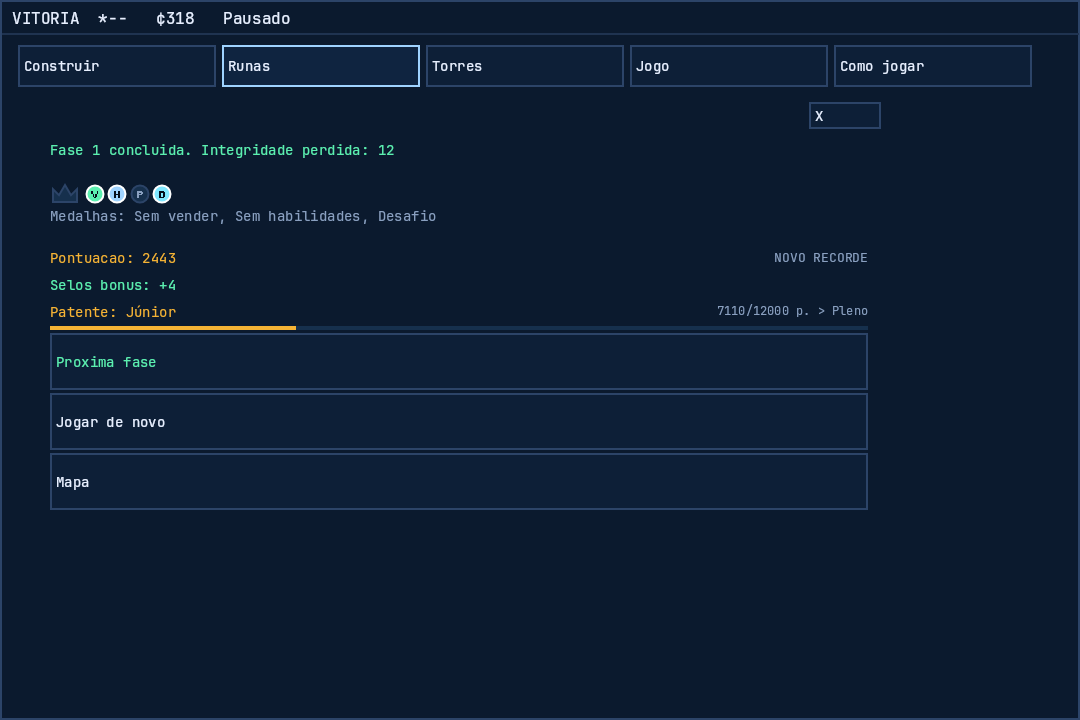 VITORIA  *--   ¢318   Pausado
Construir
Runas
Torres
Jogo
Como jogar
X
Fase 1 concluida. Integridade perdida: 12
V H P D
Medalhas: Sem vender, Sem habilidades, Desafio
Pontuacao: 2443
NOVO RECORDE
Selos bonus: +4
Patente: Júnior
7110/12000 p. > Pleno
Proxima fase
Jogar de novo
Mapa